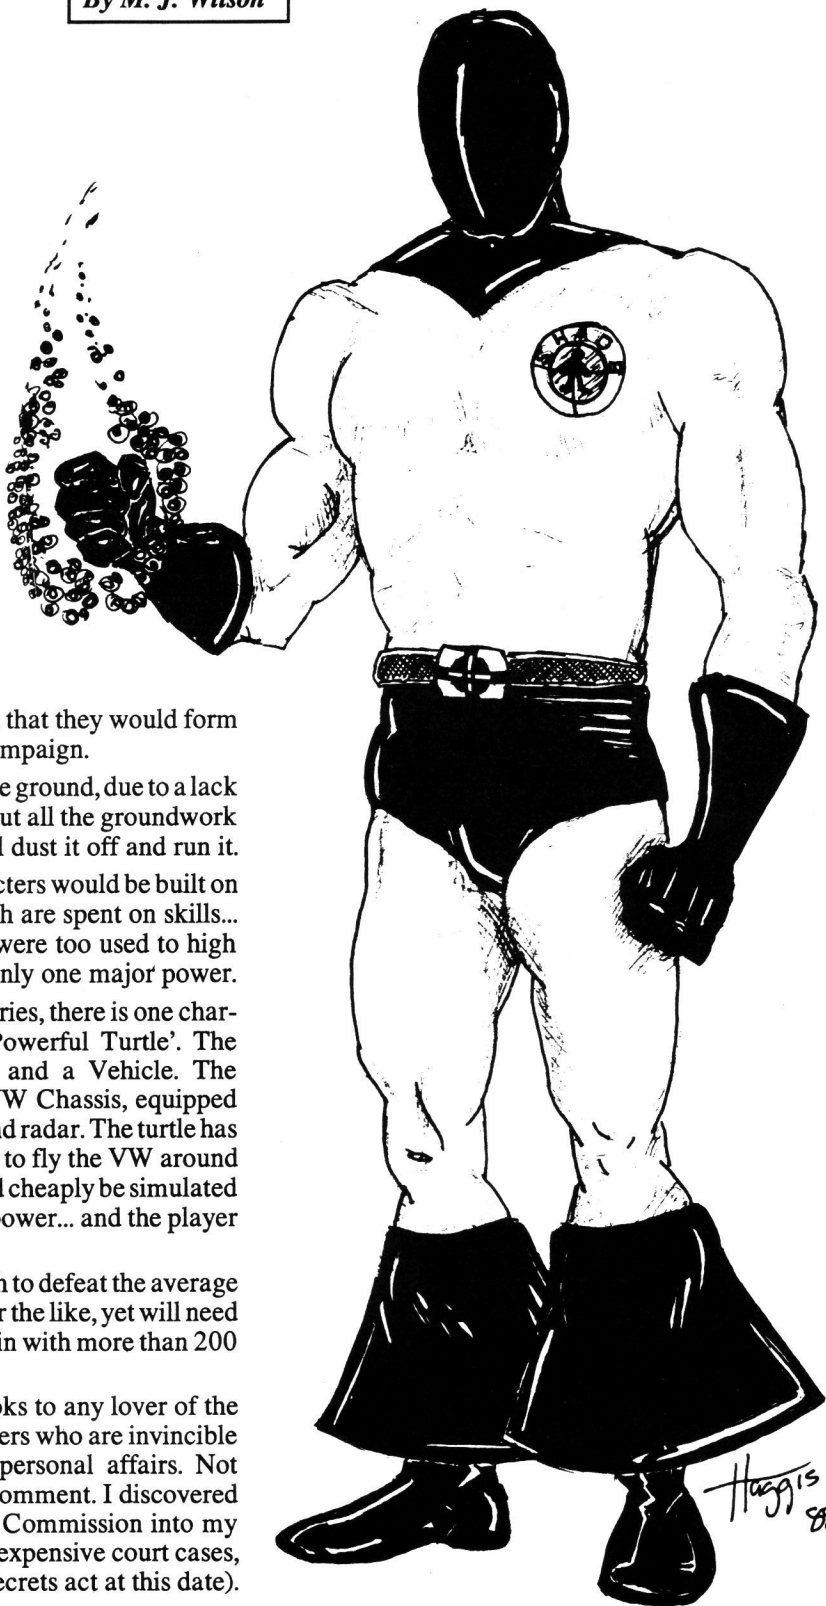 By M. J. Wilson
SHADE
that they would form
mpaign.
e ground, due to a lack
ut all the groundwork
l dust it off and run it.
cters would be built on
h are spent on skills...
were too used to high
nly one major power.
ries, there is one char-
Powerful Turtle'. The
and a Vehicle. The
W Chassis, equipped
nd radar. The turtle has
to fly the VW around
d cheaply be simulated
power... and the player
n to defeat the average
r the like, yet will need
in with more than 200
oks to any lover of the
ers who are invincible
personal affairs. Not
omment. I discovered
Commission into my
expensive court cases,
ecrets act at this date).
Haggis